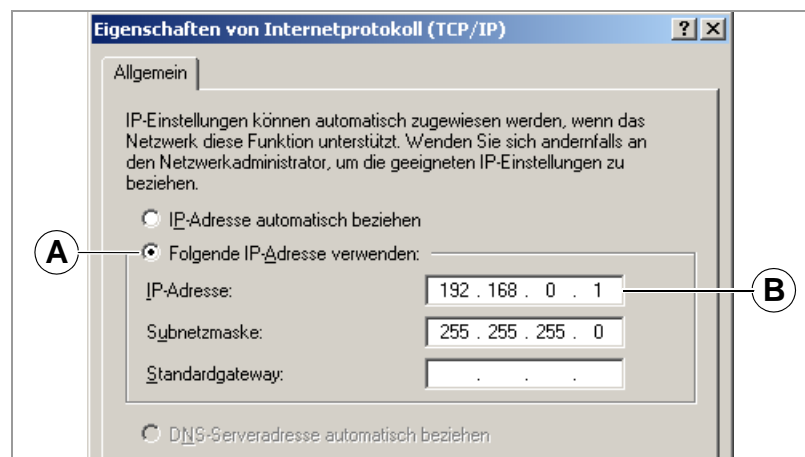 Eigenschaften von Internetprotokoll (TCP/IP)
Allgemein
IP-Einstellungen können automatisch zugewiesen werden, wenn das
Netzwerk diese Funktion unterstützt. Wenden Sie sich andernfalls an
den Netzwerkadministrator, um die geeigneten IP-Einstellungen zu
beziehen.
IP-Adresse automatisch beziehen
A Folgende IP-Adresse verwenden:
IP-Adresse: 192 . 168 . 0 . 1 B
Subnetzmaske: 255 . 255 . 255 . 0
Standardgateway: . . .
DNS-Serveradresse automatisch beziehen